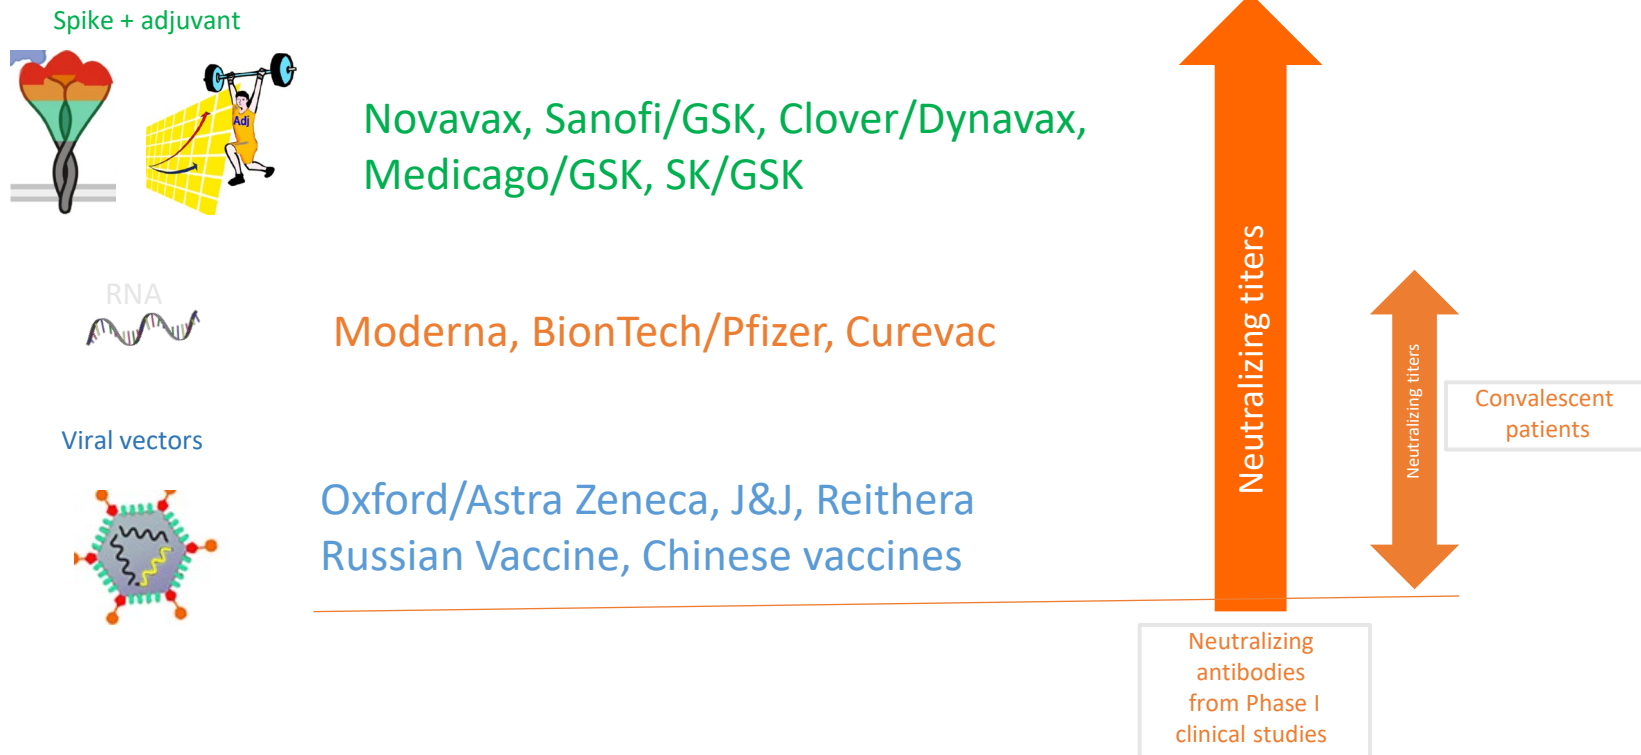 Spike + adjuvant
Adj
Novavax, Sanofi/GSK, Clover/Dynavax,
Medicago/GSK, SK/GSK
RNA
Moderna, BionTech/Pfizer, Curevac
Viral vectors
Oxford/Astra Zeneca, J&J, Reithera
Russian Vaccine, Chinese vaccines
Neutralizing titers
Neutralizing titers
Convalescent
patients
Neutralizing
antibodies
from Phase I
clinical studies